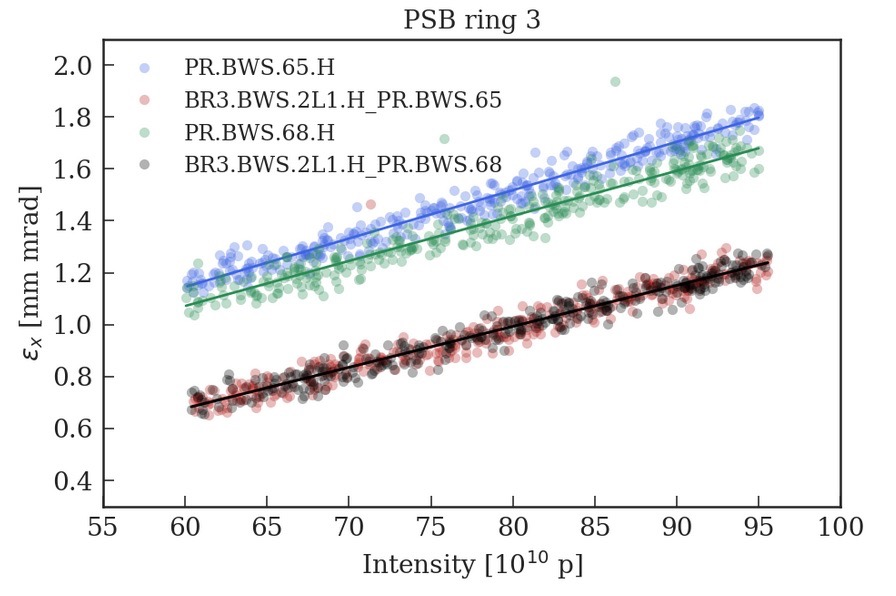 PSB ring 3
PR.BWS.65.H
BR3.BWS.2L1.H_PR.BWS.65
PR.BWS.68.H
BR3.BWS.2L1.H_PR.BWS.68
2.0
1.8
1.6
1.4
1.2
1.0
0.8
0.6
0.4
εₓ [mm mrad]
55 60 65 70 75 80 85 90 95 100
Intensity [10¹⁰ p]